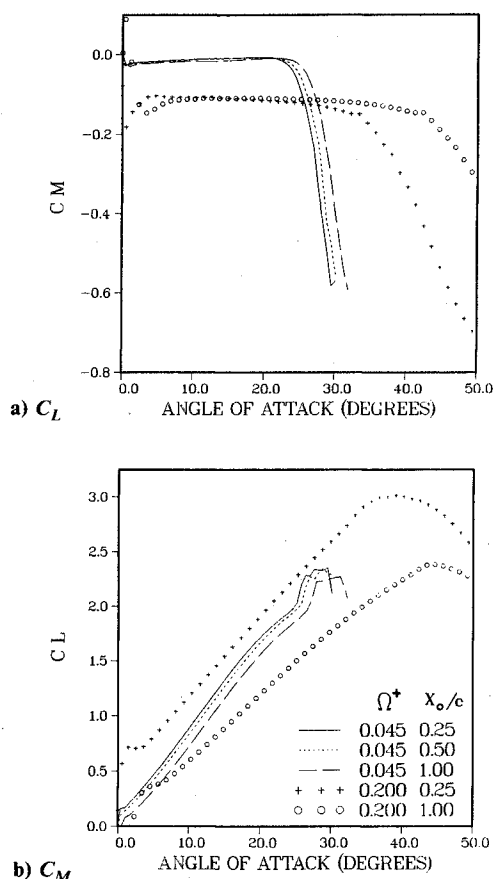 0.0
-0.2
-0.4
-0.6
-0.8
CM
0.0 10.0 20.0 30.0 40.0 50.0
a) C_L ANGLE OF ATTACK (DEGREES)
3.0
2.5
2.0
1.5
1.0
0.5
0.0
CL
Ω+ X₀/c
0.045 0.25
0.045 0.50
0.045 1.00
+ + + 0.200 0.25
o o o 0.200 1.00
0.0 10.0 20.0 30.0 40.0 50.0
b) C_M ANGLE OF ATTACK (DEGREES)